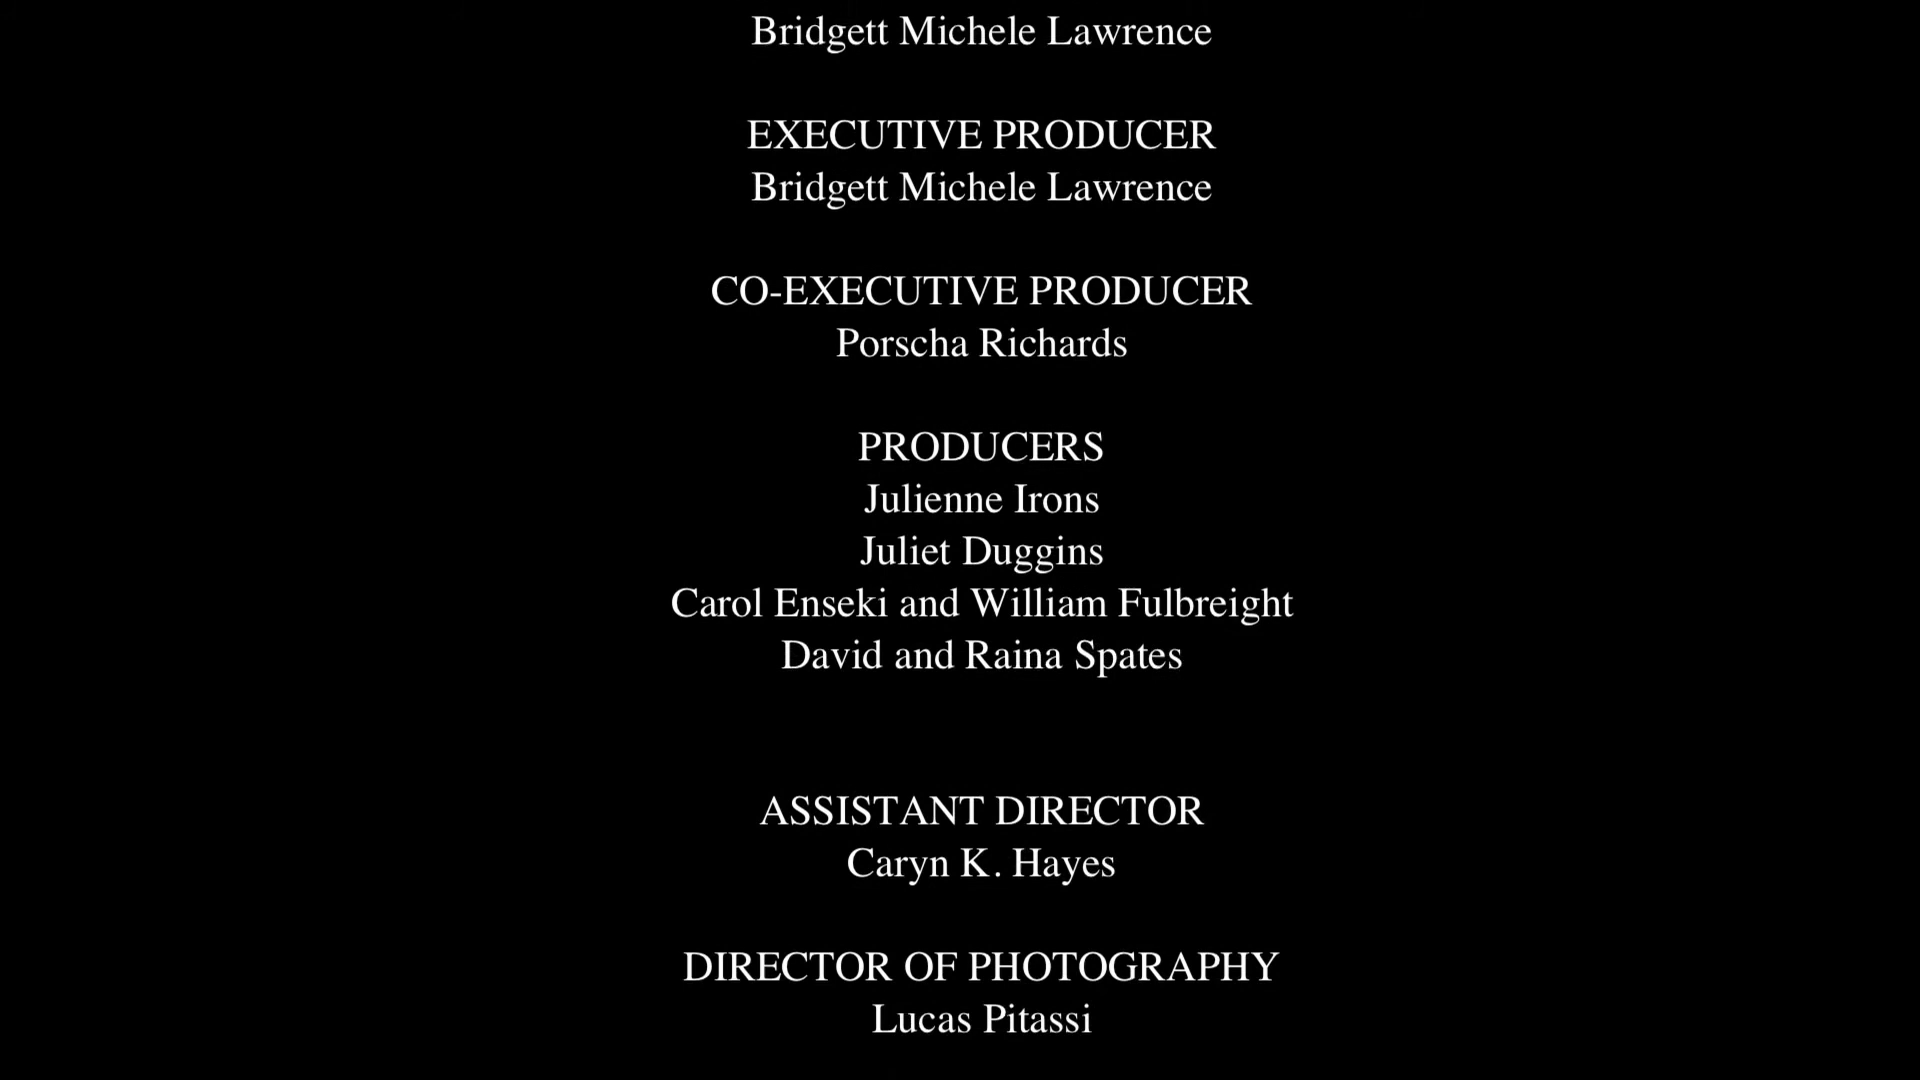 Bridgett Michele Lawrence
EXECUTIVE PRODUCER
Bridgett Michele Lawrence
CO-EXECUTIVE PRODUCER
Porscha Richards
PRODUCERS
Julienne Irons
Juliet Duggins
Carol Enseki and William Fulbreight
David and Raina Spates
ASSISTANT DIRECTOR
Caryn K. Hayes
DIRECTOR OF PHOTOGRAPHY
Lucas Pitassi